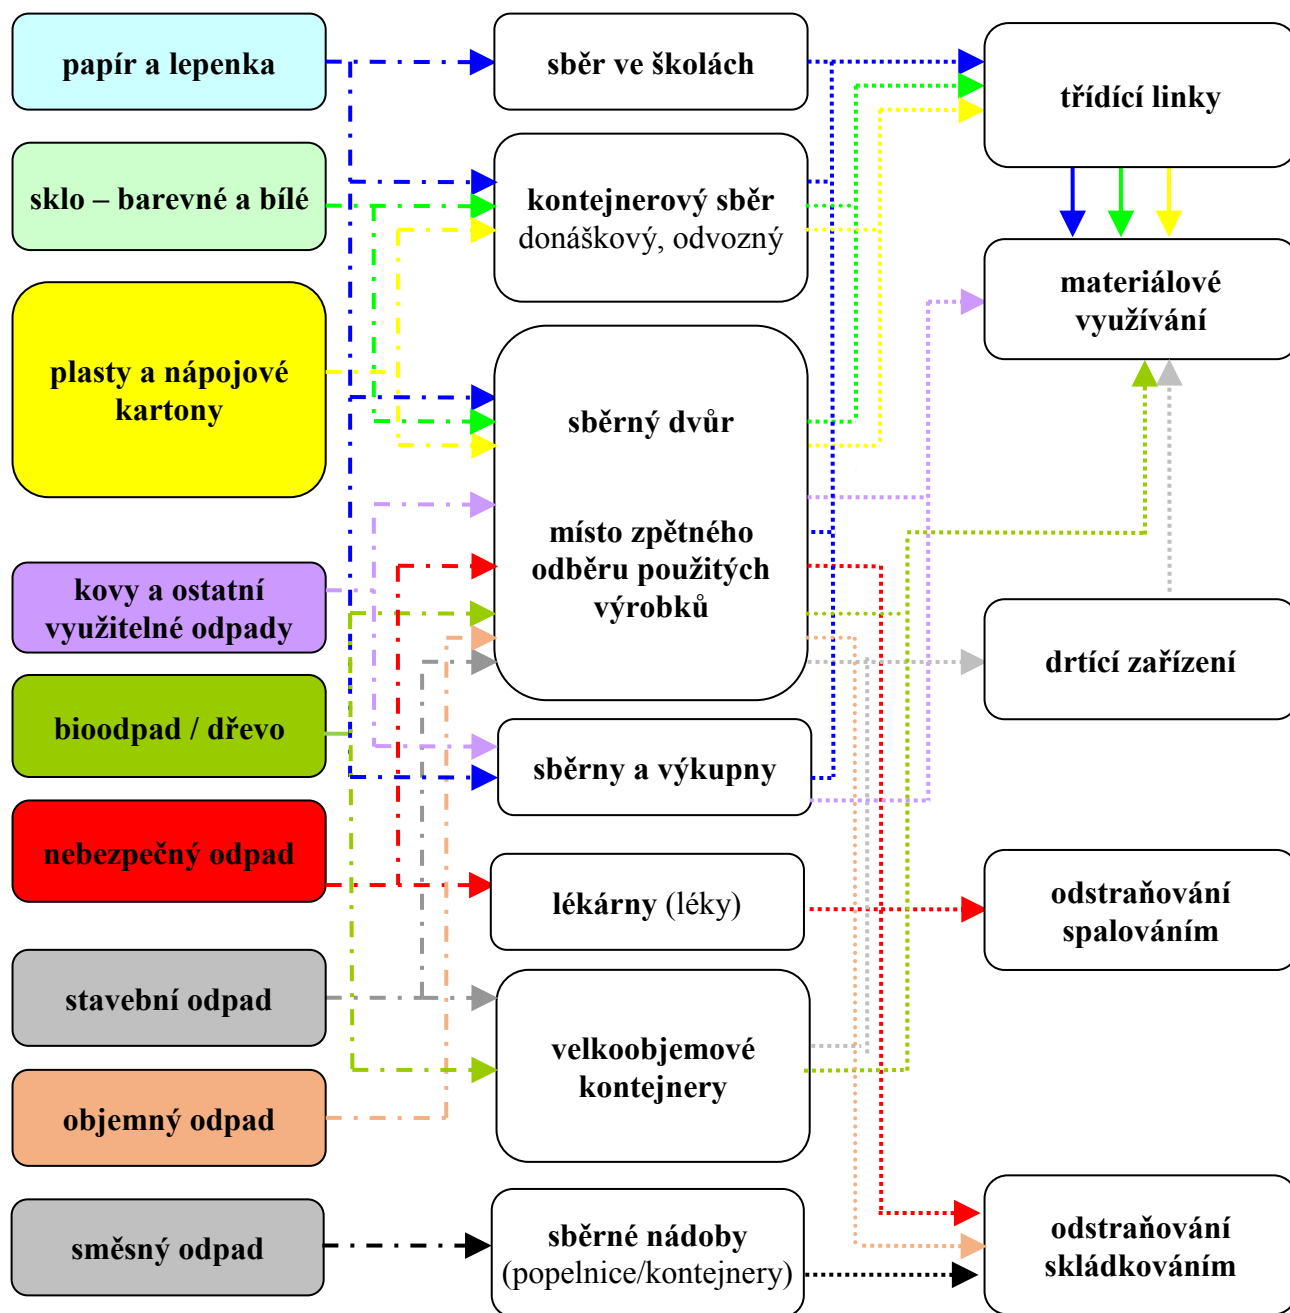 papír a lepenka
sklo – barevné a bílé
plasty a nápojové
kartony
kovy a ostatní
využitelné odpady
bioodpad / dřevo
nebezpečný odpad
stavební odpad
objemný odpad
směsný odpad
sběr ve školách
kontejnerový sběr
donáškový, odvozný
sběrný dvůr
místo zpětného
odběru použitých
výrobků
sběrny a výkupny
lékárny (léky)
velkoobjemové
kontejnery
sběrné nádoby
(popelnice/kontejnery)
třídící linky
materiálové
využívání
drtící zařízení
odstraňování
spalováním
odstraňování
skládkováním